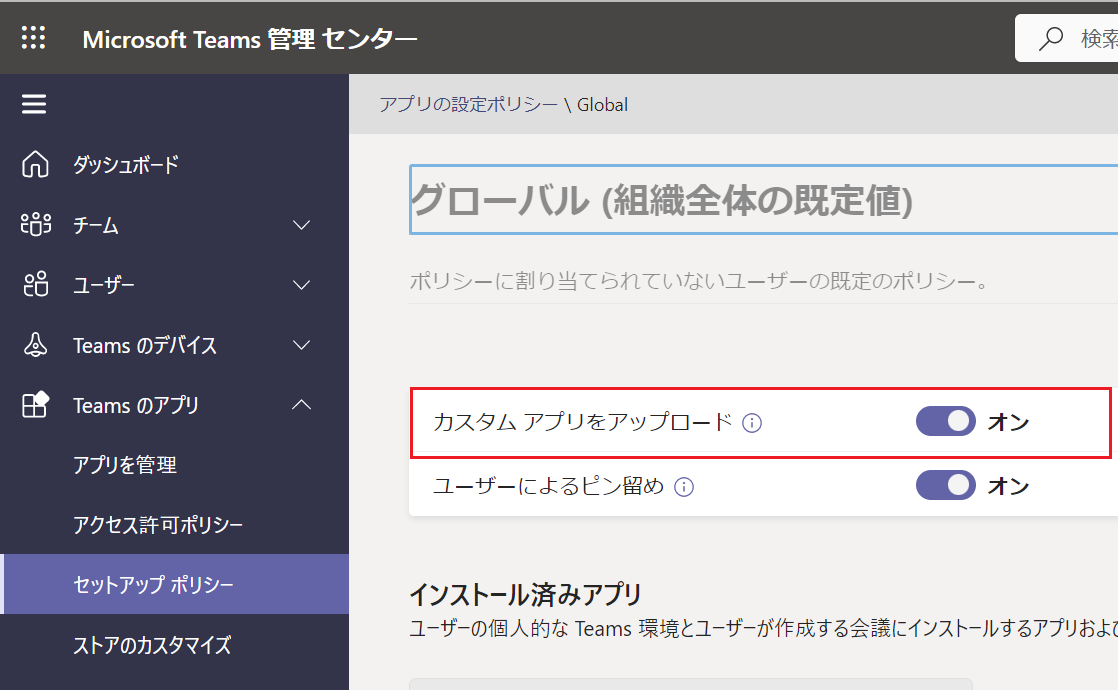 Microsoft Teams 管理 センター
検索
アプリの設定ポリシー \ Global
ダッシュボード
チーム
ユーザー
Teams のデバイス
Teams のアプリ
アプリを管理
アクセス許可ポリシー
セットアップ ポリシー
ストアのカスタマイズ
グローバル (組織全体の既定値)
ポリシーに割り当てられていないユーザーの既定のポリシー。
カスタム アプリをアップロード オン
ユーザーによるピン留め オン
インストール済みアプリ
ユーザーの個人的な Teams 環境とユーザーが作成する会議にインストールするアプリおよび